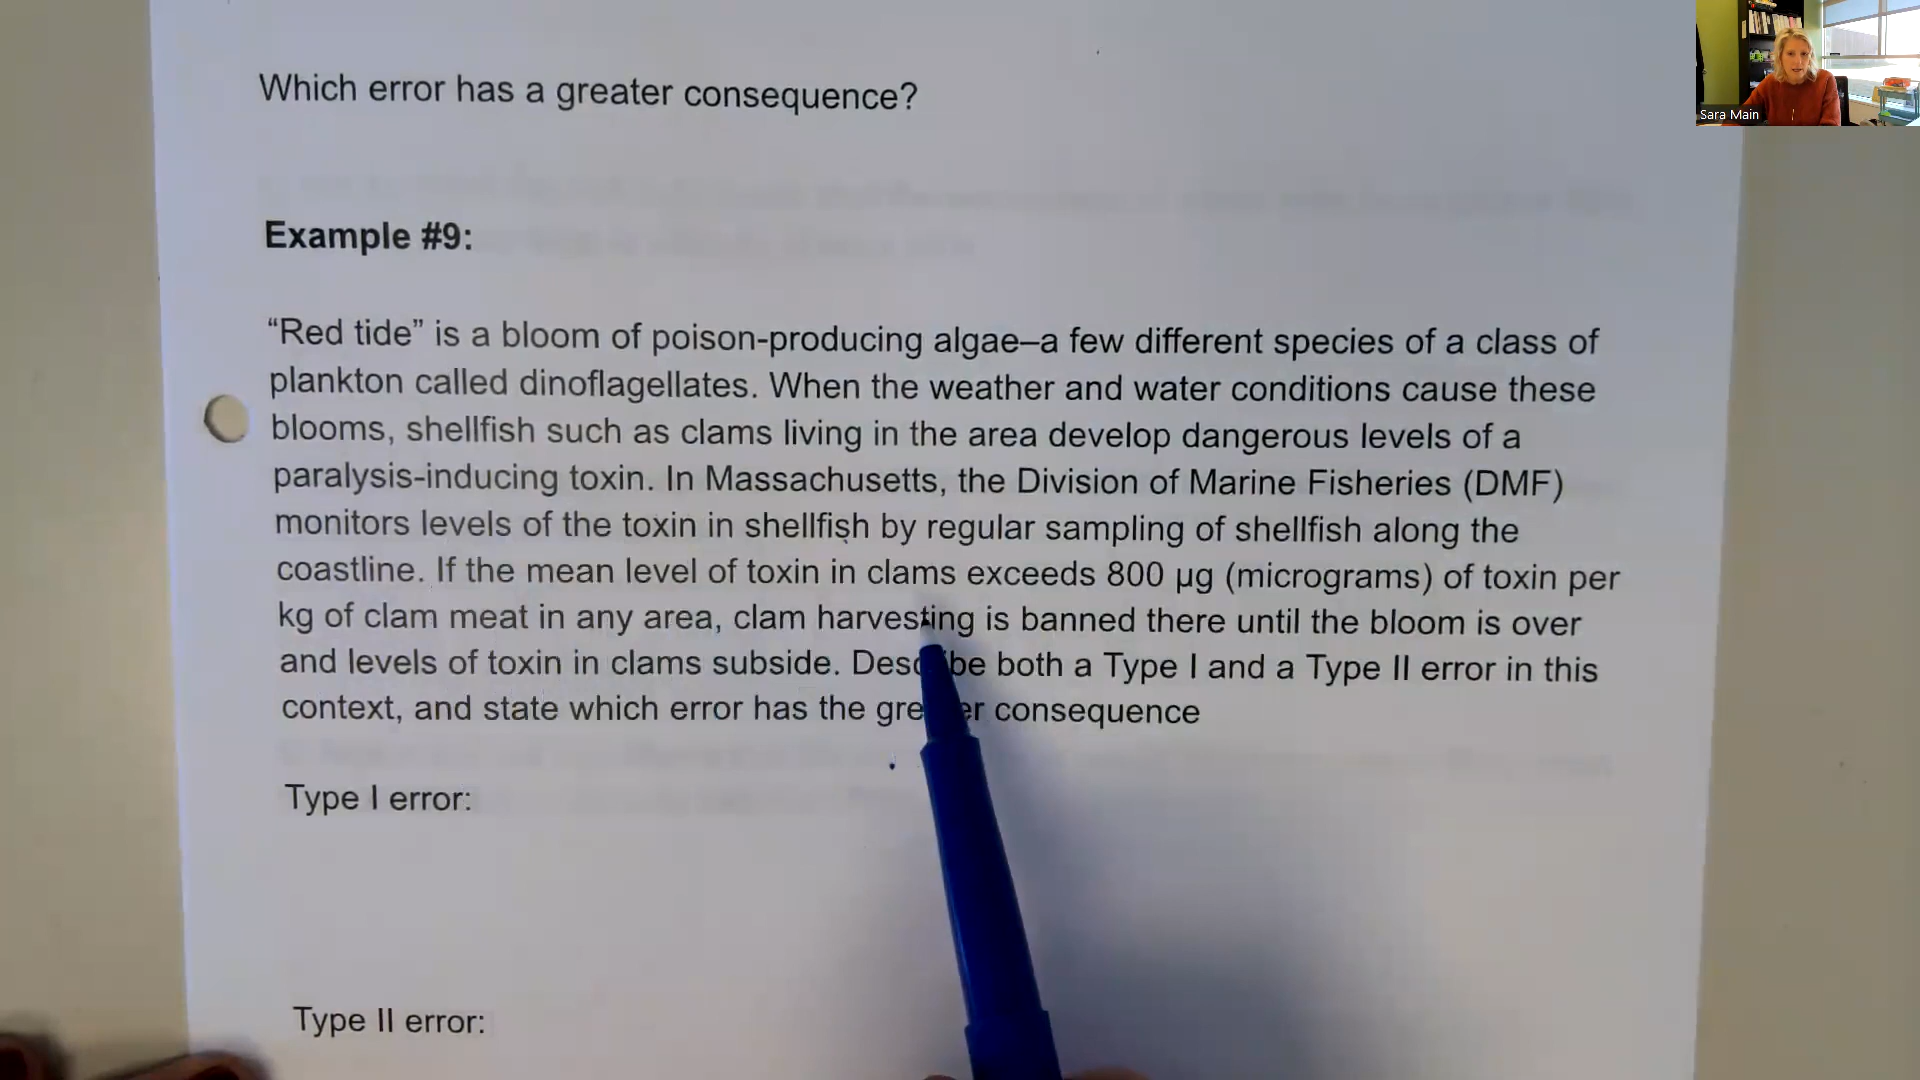 Sara Main
Which error has a greater consequence?
Example #9:
“Red tide” is a bloom of poison-producing algae–a few different species of a class of
plankton called dinoflagellates. When the weather and water conditions cause these
blooms, shellfish such as clams living in the area develop dangerous levels of a
paralysis-inducing toxin. In Massachusetts, the Division of Marine Fisheries (DMF)
monitors levels of the toxin in shellfish by regular sampling of shellfish along the
coastline. If the mean level of toxin in clams exceeds 800 μg (micrograms) of toxin per
kg of clam meat in any area, clam harvesting is banned there until the bloom is over
and levels of toxin in clams subside. Describe both a Type I and a Type II error in this
context, and state which error has the greater consequence
Type I error:
Type II error: